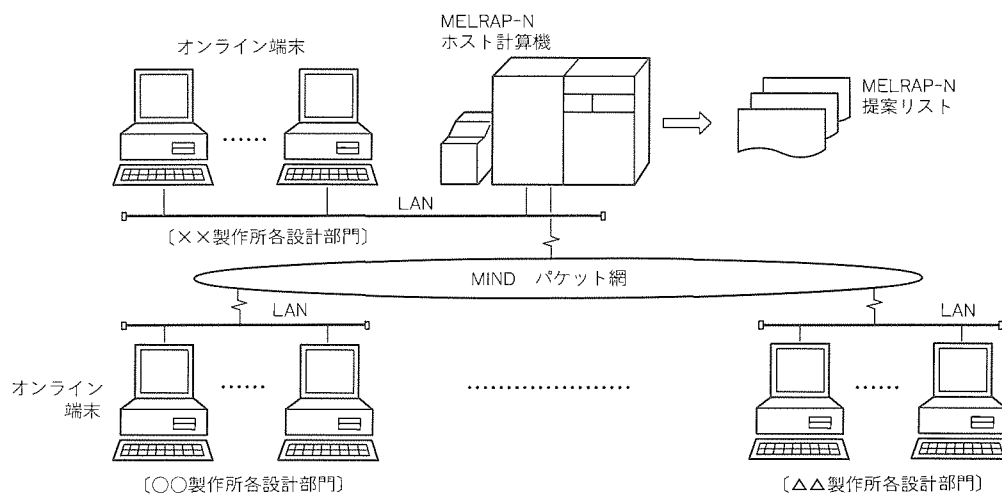 オンライン端末
MELRAP-N
ホスト計算機
MELRAP-N
提案リスト
LAN
〔××製作所各設計部門〕
MIND パケット網
LAN
LAN
オンライン
端末
〔○○製作所各設計部門〕
〔△△製作所各設計部門〕